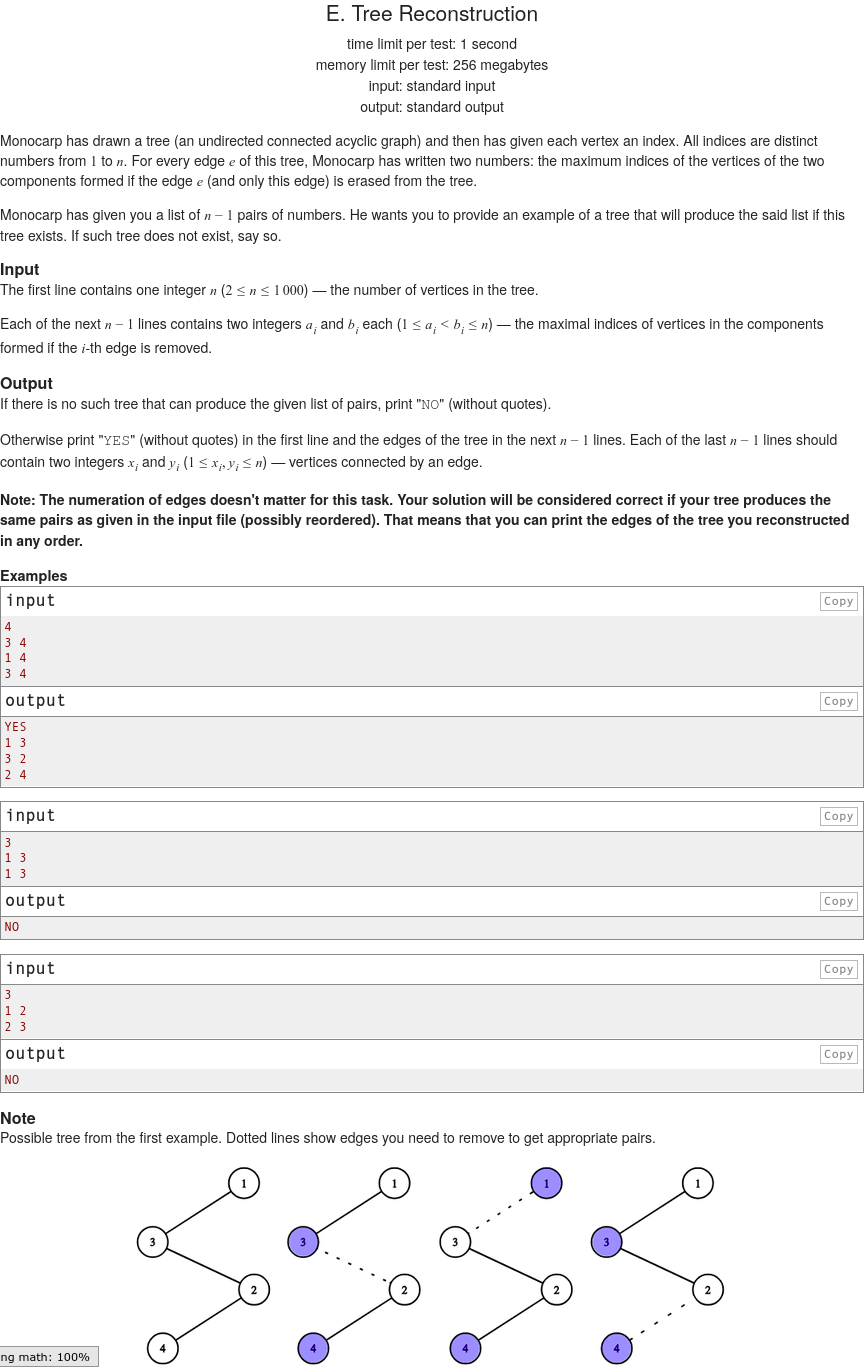 E. Tree Reconstruction
time limit per test: 1 second
memory limit per test: 256 megabytes
input: standard input
output: standard output
Monocarp has drawn a tree (an undirected connected acyclic graph) and then has given each vertex an index. All indices are distinct
numbers from 1 to n. For every edge e of this tree, Monocarp has written two numbers: the maximum indices of the vertices of the two
components formed if the edge e (and only this edge) is erased from the tree.
Monocarp has given you a list of n − 1 pairs of numbers. He wants you to provide an example of a tree that will produce the said list if this
tree exists. If such tree does not exist, say so.
Input
The first line contains one integer n (2 ≤ n ≤ 1 000) — the number of vertices in the tree.
Each of the next n − 1 lines contains two integers a_i and b_i each (1 ≤ a_i < b_i ≤ n) — the maximal indices of vertices in the components
formed if the i-th edge is removed.
Output
If there is no such tree that can produce the given list of pairs, print "NO" (without quotes).
Otherwise print "YES" (without quotes) in the first line and the edges of the tree in the next n − 1 lines. Each of the last n − 1 lines should
contain two integers x_i and y_i (1 ≤ x_i, y_i ≤ n) — vertices connected by an edge.
Note: The numeration of edges doesn't matter for this task. Your solution will be considered correct if your tree produces the
same pairs as given in the input file (possibly reordered). That means that you can print the edges of the tree you reconstructed
in any order.
Examples
input Copy
4
3 4
1 4
3 4
output Copy
YES
1 3
3 2
2 4
input Copy
3
1 3
1 3
output Copy
NO
input Copy
3
1 2
2 3
output Copy
NO
Note
Possible tree from the first example. Dotted lines show edges you need to remove to get appropriate pairs.
1 1 1 1
3 3 3 3
2 2 2 2
4 4 4 4
ng math: 100%